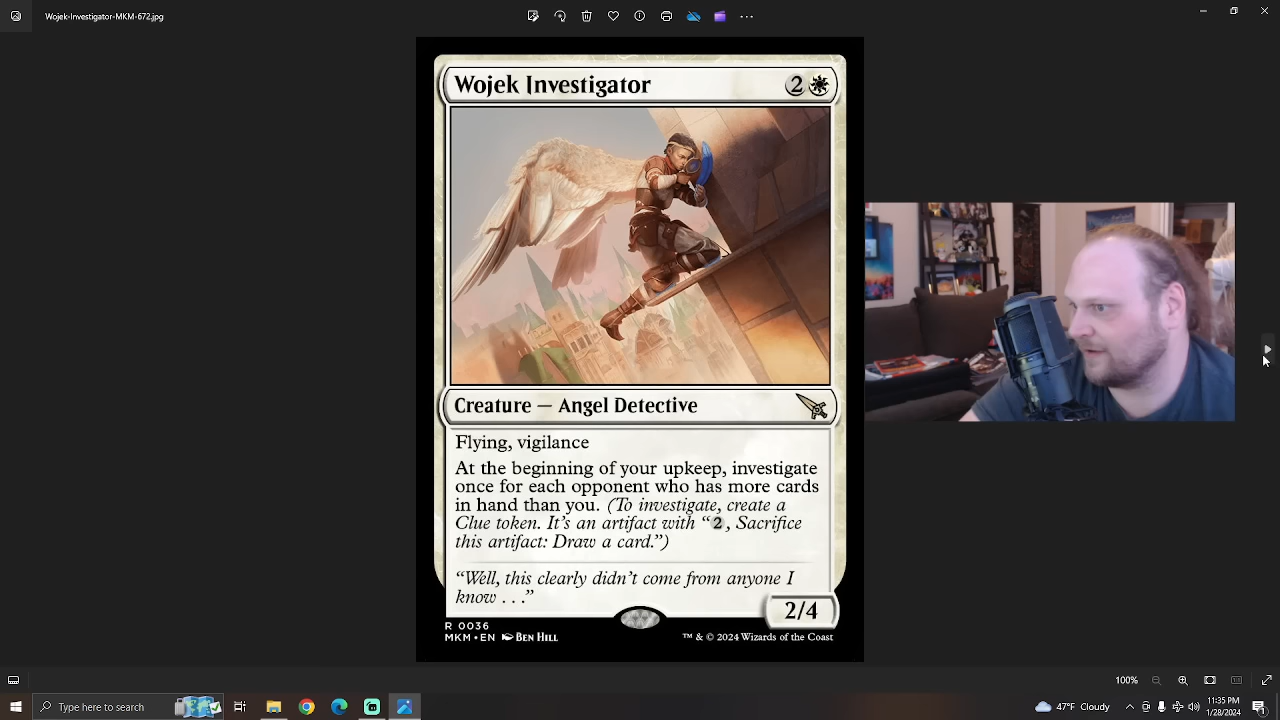 Wojek-Investigator-MKM-672.jpg
Wojek Investigator 2
Creature — Angel Detective
Flying, vigilance
At the beginning of your upkeep, investigate
once for each opponent who has more cards
in hand than you. (To investigate, create a
Clue token. It's an artifact with “2, Sacrifice
this artifact: Draw a card.”)
“Well, this clearly didn't come from anyone I
know . . .”
2/4
R 0036
MKM•EN BEN HILL
™ & © 2024 Wizards of the Coast
100%
Type here to search
47°F Cloudy
11:35 PM
1/28/2024